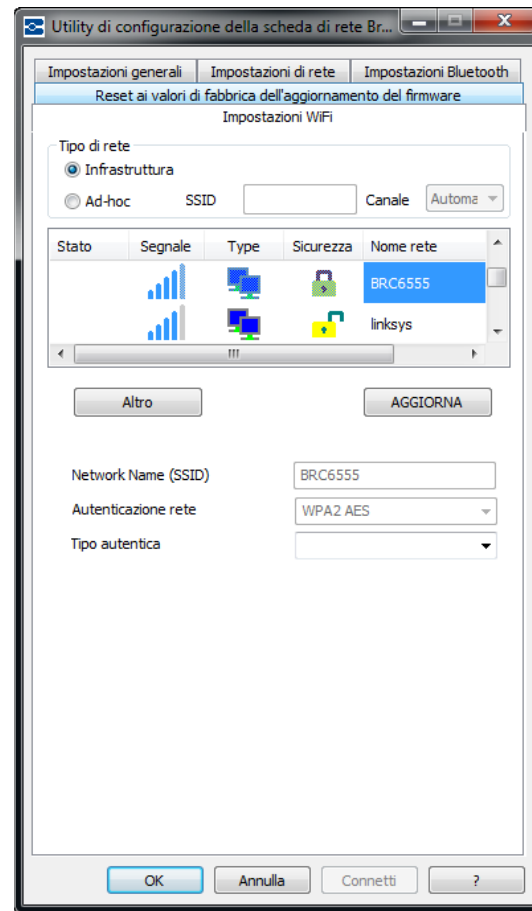 Utility di configurazione della scheda di rete Br...
Impostazioni generali Impostazioni di rete Impostazioni Bluetooth
Reset ai valori di fabbrica dell'aggiornamento del firmware
Impostazioni WiFi
Tipo di rete
Infrastruttura
Ad-hoc SSID Canale Automa
Stato Segnale Type Sicurezza Nome rete
BRC6555
linksys
Altro AGGIORNA
Network Name (SSID) BRC6555
Autenticazione rete WPA2 AES
Tipo autentica
OK Annulla Connetti ?